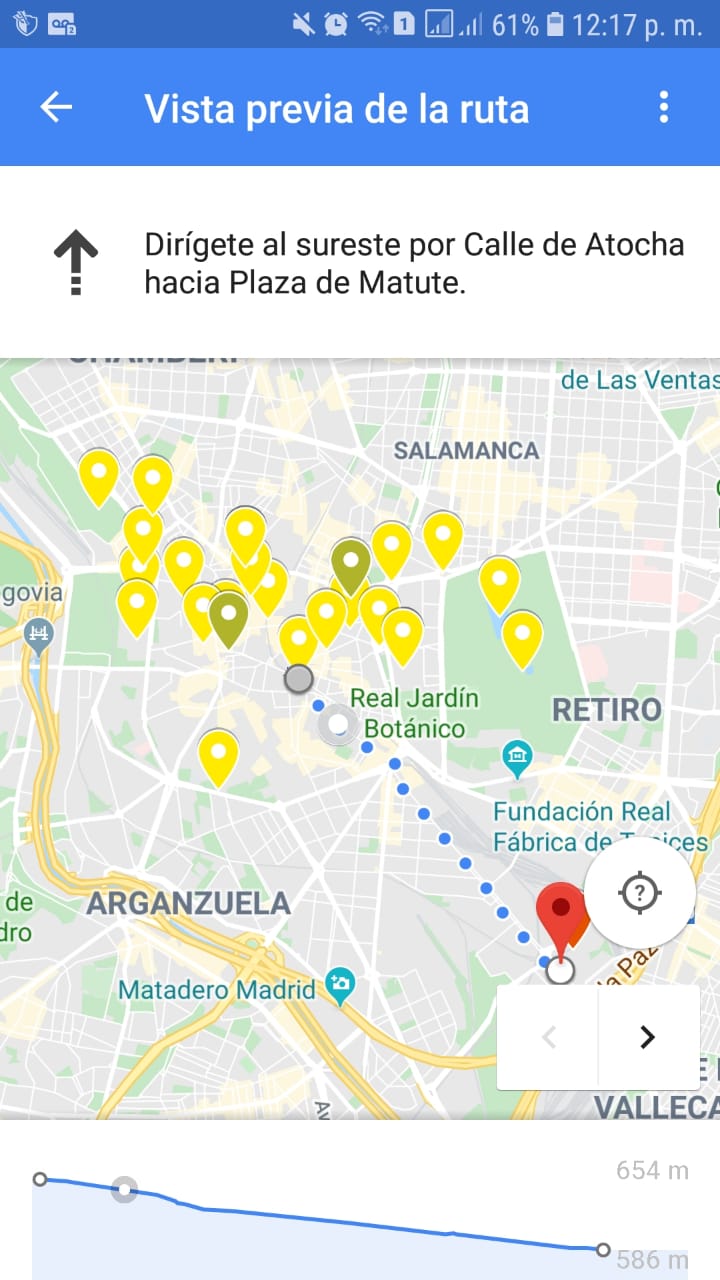 61% 12:17 p. m.
Vista previa de la ruta
Dirígete al sureste por Calle de Atocha
hacia Plaza de Matute.
CHAMBERÍ
de Las Ventas
SALAMANCA
govia
Real Jardín
Botánico
RETIRO
Fundación Real
Fábrica de
de
dro
ARGANZUELA
la Paz
Matadero Madrid
Av
VALLECA
654 m
586 m